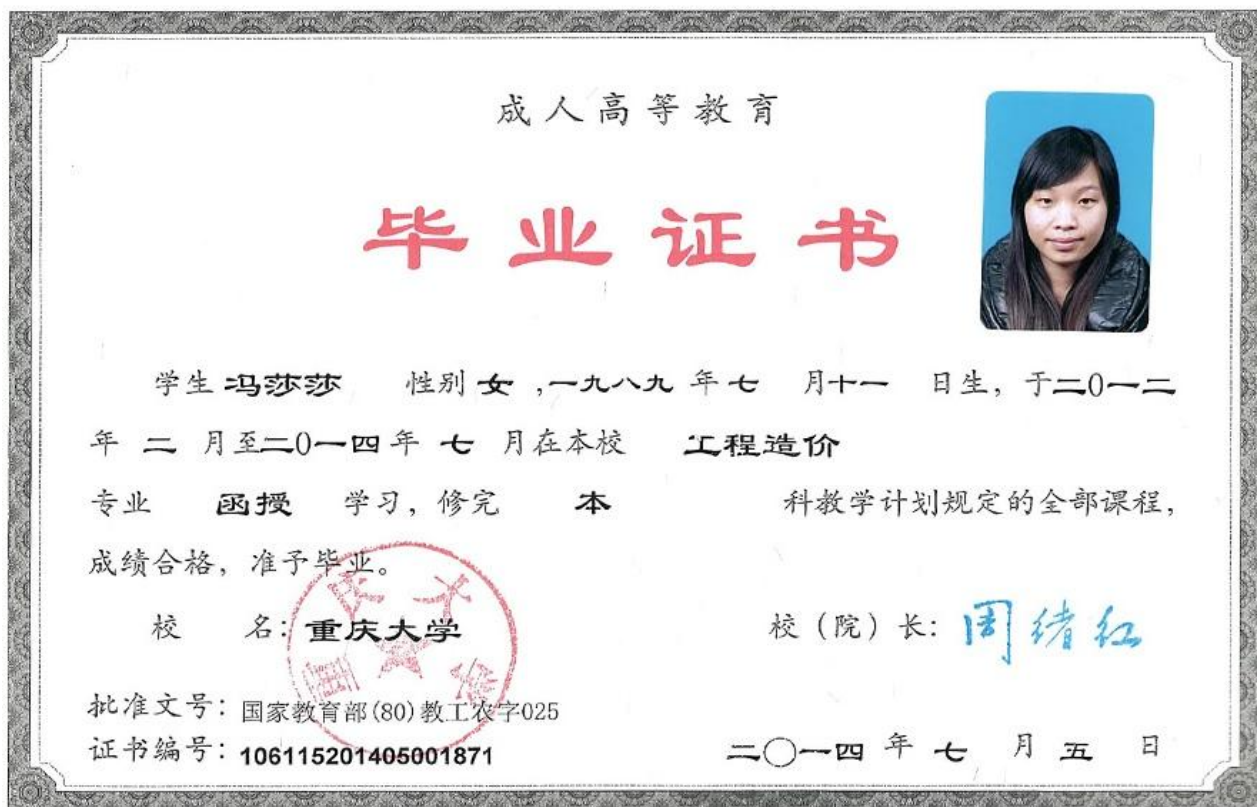 成人高等教育
毕业证书
学生 冯莎莎 性别 女 ,一九八九 年 七 月十一 日生, 于二0一二
年 二 月至二0一四 年 七 月在本校 工程造价
专业 函授 学习, 修完 本 科教学计划规定的全部课程,
成绩合格, 准予毕业。
校 名: 重庆大学
校 (院) 长: 周绪红
重庆大学
批准文号: 国家教育部(80)教工农字025
证书编号: 106115201405001871
二〇一四 年 七 月 五 日